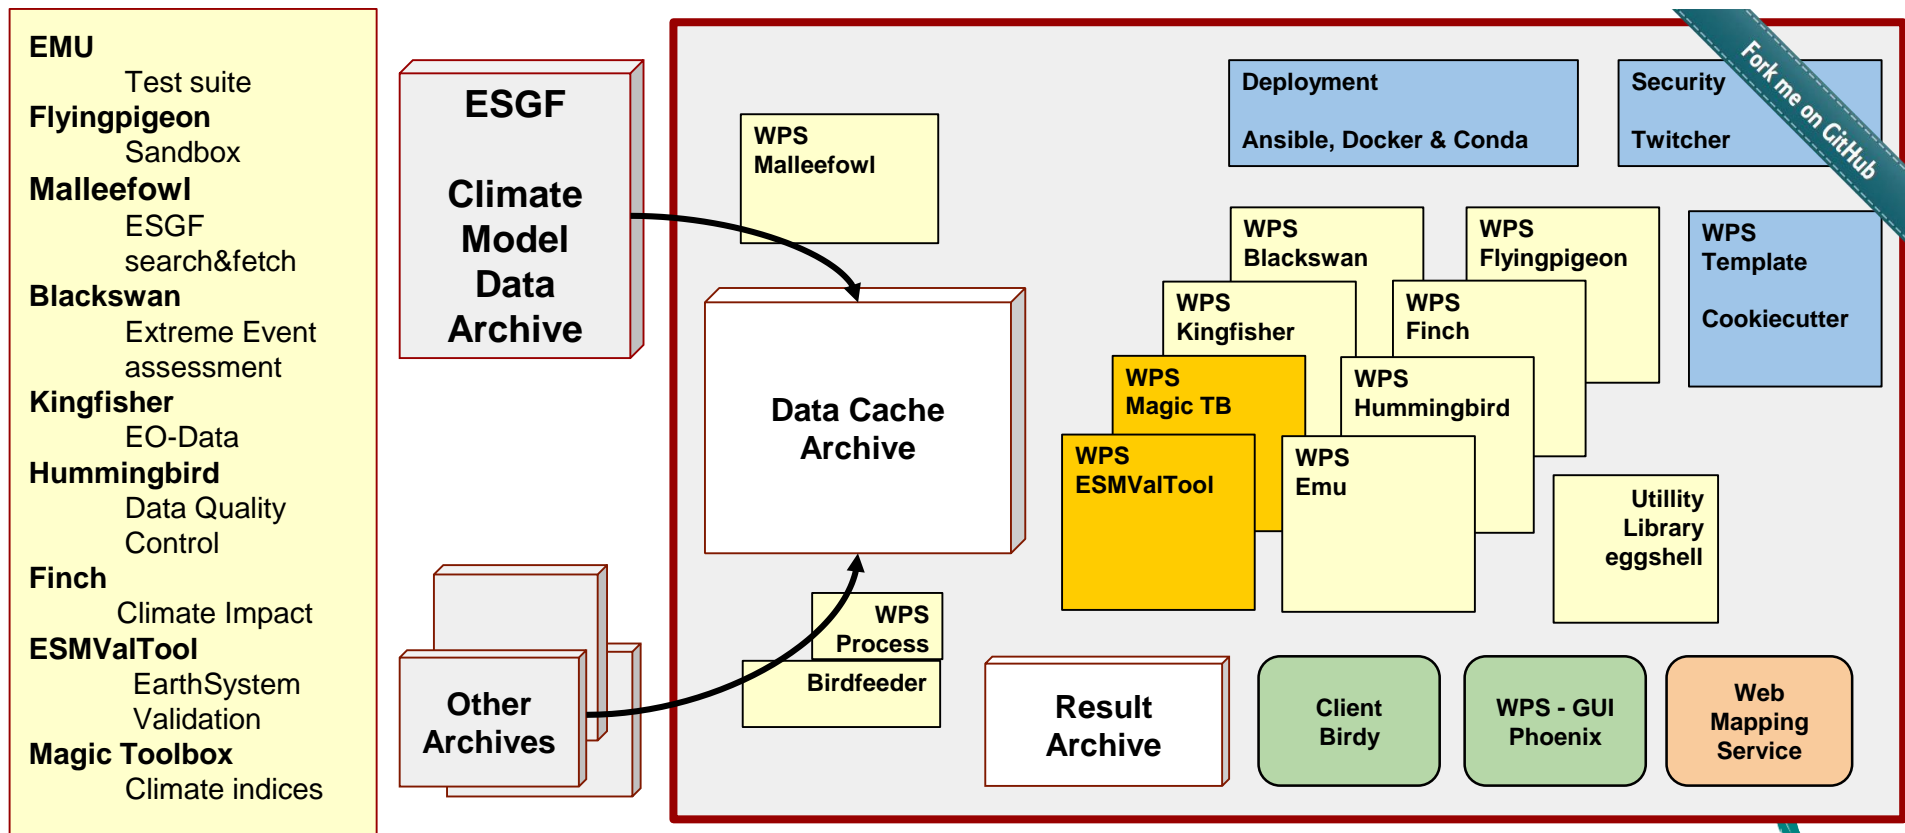 EMU
Test suite
Flyingpigeon
Sandbox
Malleefowl
ESGF
search&fetch
Blackswan
Extreme Event
assessment
Kingfisher
EO-Data
Hummingbird
Data Quality
Control
Finch
Climate Impact
ESMValTool
EarthSystem
Validation
Magic Toolbox
Climate indices
ESGF
Climate
Model
Data
Archive
Other
Archives
WPS
Malleefowl
Data Cache
Archive
WPS
Process
Birdfeeder
Deployment
Ansible, Docker & Conda
Security
Twitcher
Fork me on GitHub
WPS
Blackswan
WPS
Flyingpigeon
WPS
Template
Cookiecutter
WPS
Kingfisher
WPS
Finch
WPS
Magic TB
WPS
Hummingbird
WPS
ESMValTool
WPS
Emu
Utillity
Library
eggshell
Result
Archive
Client
Birdy
WPS - GUI
Phoenix
Web
Mapping
Service